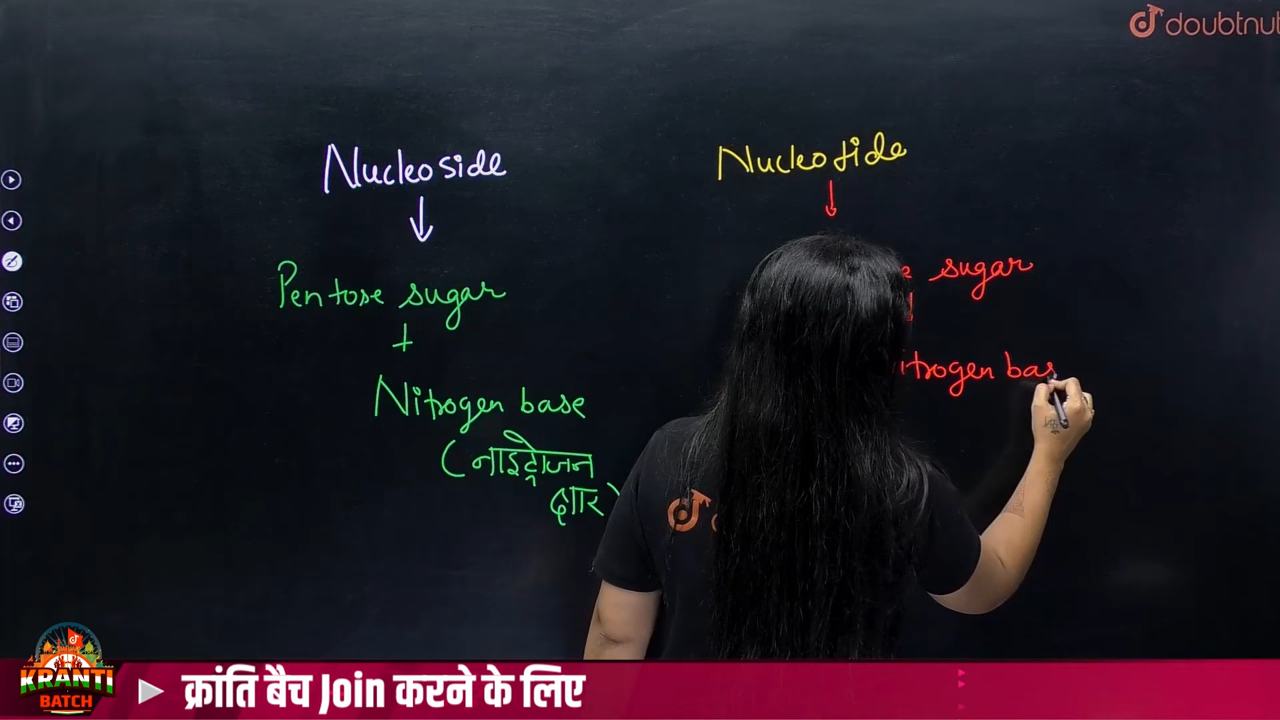 doubtnut
Nucleoside
Pentose sugar
+
Nitrogen base
(नाइट्रोजन
क्षार)
Nucleotide
sugar
itrogen bas
KRANTI
BATCH
क्रांति बैच Join करने के लिए